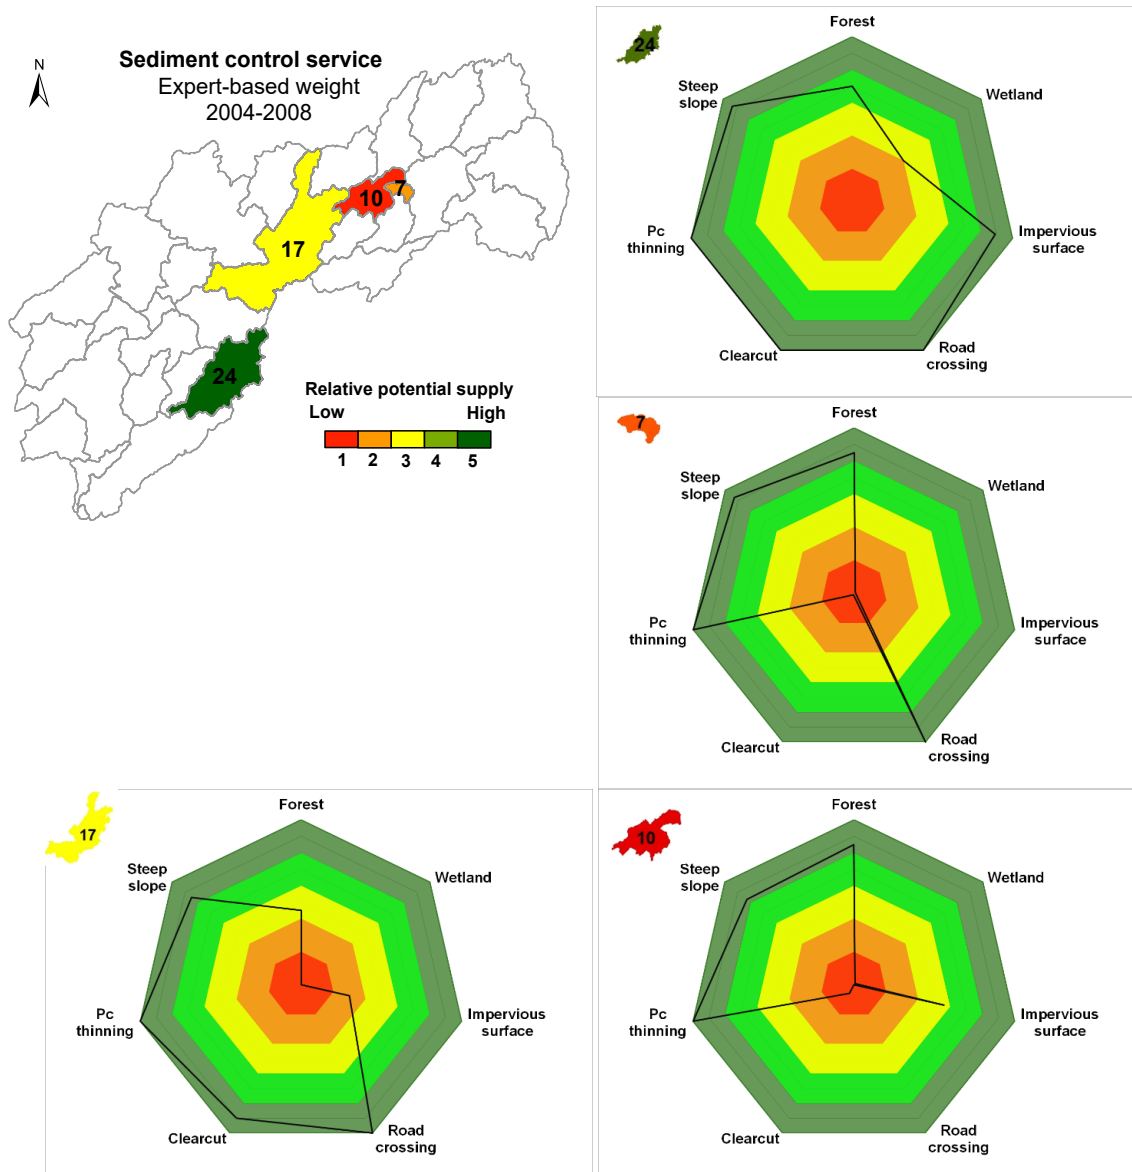 N
Sediment control service
Expert-based weight
2004-2008
7
10
17
24
Relative potential supply
Low High
1 2 3 4 5
24
Forest
Steep
slope
Wetland
Pc
thinning
Impervious
surface
Clearcut
Road
crossing
7
Forest
Steep
slope
Wetland
Pc
thinning
Impervious
surface
Clearcut
Road
crossing
17
Forest
Steep
slope
Wetland
Pc
thinning
Impervious
surface
Clearcut
Road
crossing
10
Forest
Steep
slope
Wetland
Pc
thinning
Impervious
surface
Clearcut
Road
crossing